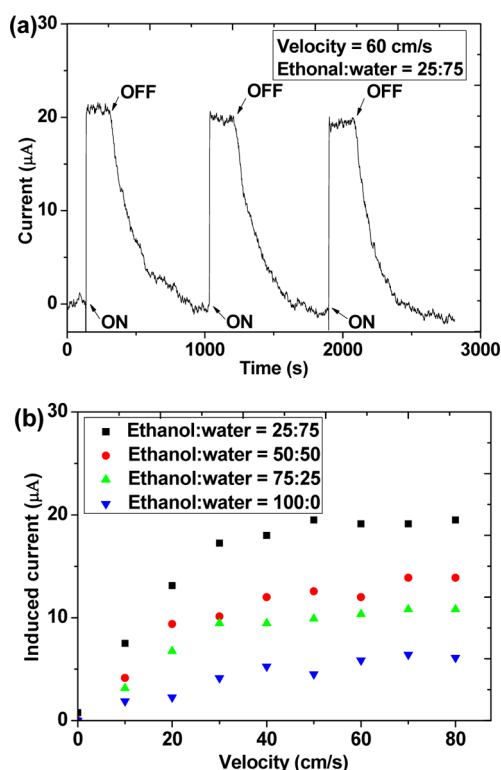 (a)
Velocity = 60 cm/s
Ethonal:water = 25:75
OFF
OFF
OFF
ON
ON
ON
30
20
10
0
Current (μA)
0
1000
2000
3000
Time (s)
(b)
Ethanol:water = 25:75
Ethanol:water = 50:50
Ethanol:water = 75:25
Ethanol:water = 100:0
30
20
10
0
Induced current (μA)
0
20
40
60
80
Velocity (cm/s)